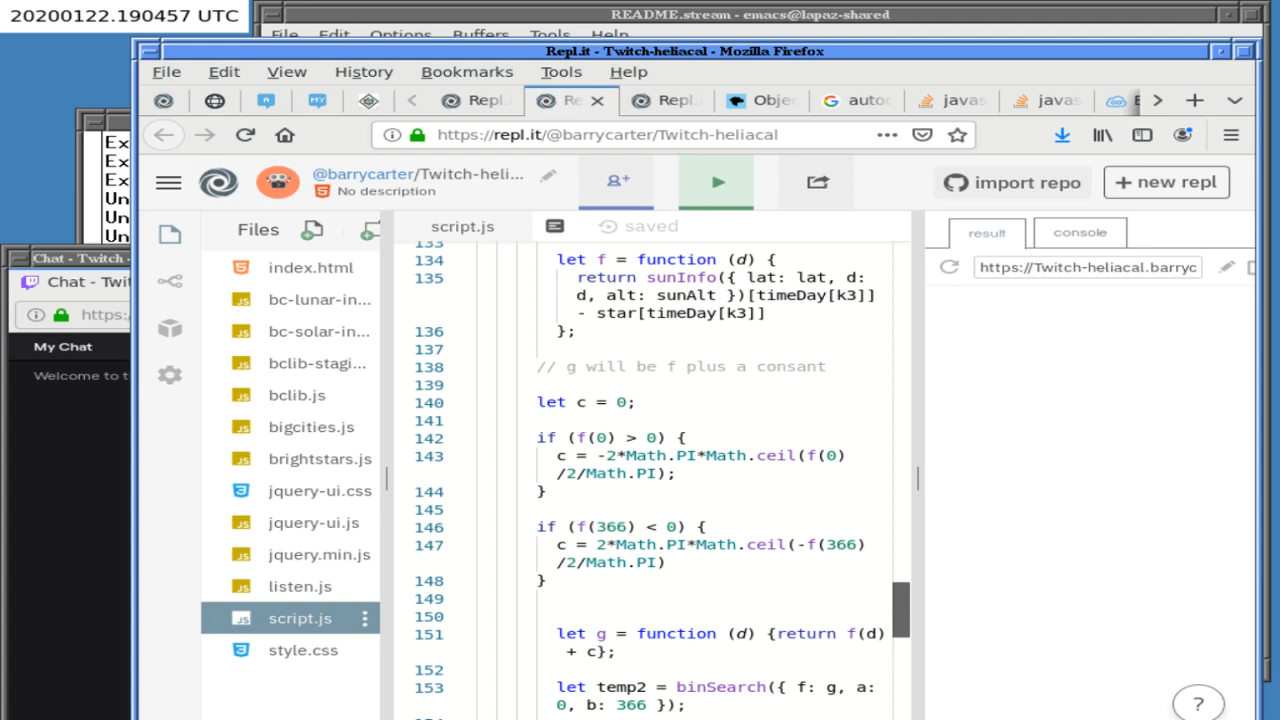 20200122.190457 UTC
README.stream - emacs@lapaz-shared
File Edit Options Buffers Tools Help
Repl.it - Twitch-heliacal - Mozilla Firefox
File Edit View History Bookmarks Tools Help
Repl. Re Repl. Obje autoc javas javas
https://repl.it/@barrycarter/Twitch-heliacal
@barrycarter/Twitch-heli...
No description
import repo
+ new repl
Files
script.js
saved
result
console
https://Twitch-heliacal.barryc
index.html
bc-lunar-in...
bc-solar-in...
bclib-stagi...
bclib.js
bigcities.js
brightstars.js
jquery-ui.css
jquery-ui.js
jquery.min.js
listen.js
script.js
style.css
133
134 let f = function (d) {
135 return sunInfo({ lat: lat, d:
d, alt: sunAlt })[timeDay[k3]]
- star[timeDay[k3]]
136 };
137
138 // g will be f plus a consant
139
140 let c = 0;
141
142 if (f(0) > 0) {
143 c = -2*Math.PI*Math.ceil(f(0)
/2/Math.PI);
144 }
145
146 if (f(366) < 0) {
147 c = 2*Math.PI*Math.ceil(-f(366)
/2/Math.PI)
148 }
149
150
151 let g = function (d) {return f(d)
+ c};
152
153 let temp2 = binSearch({ f: g, a:
0, b: 366 });
?
Ex
Ex
Ex
Un
Un
Un
Chat - Twitch -
Chat - Twi
https:
My Chat
Welcome to t